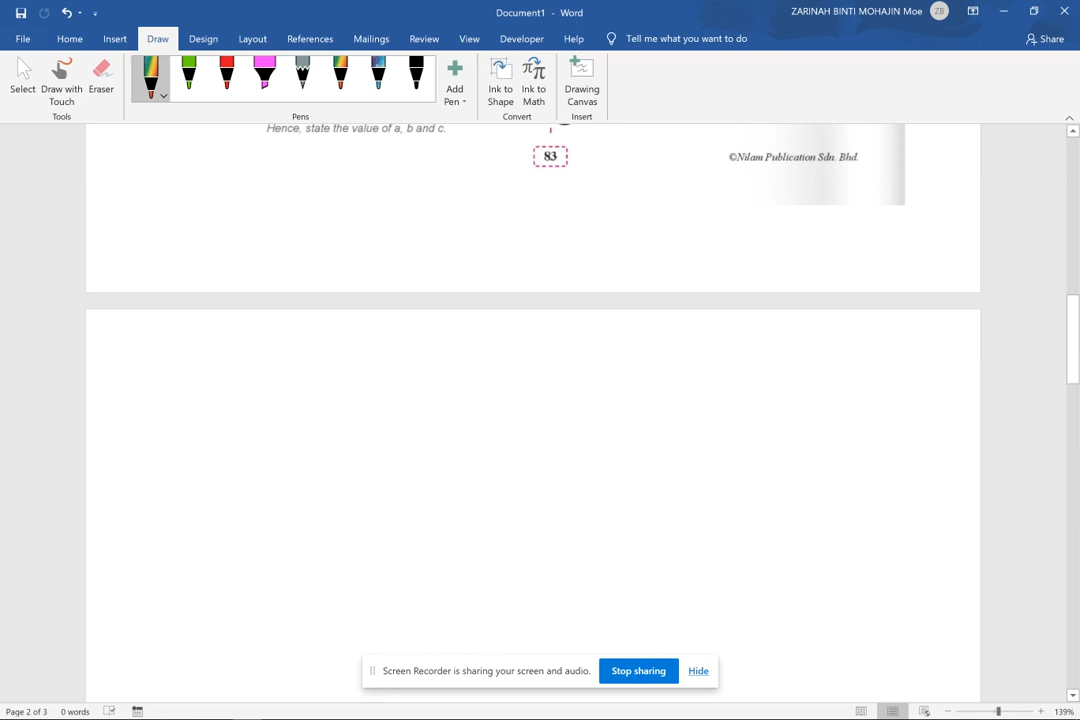 Document1 - Word
ZARINAH BINTI MOHAJIN Moe
ZB
File Home Insert Draw Design Layout References Mailings Review View Developer Help Tell me what you want to do Share
Select
Draw with Touch
Eraser
Add Pen
Ink to Shape
Ink to Math
Drawing Canvas
Tools Pens Convert Insert
Hence, state the value of a, b and c.
83
©Nilam Publication Sdn. Bhd.
Screen Recorder is sharing your screen and audio. Stop sharing Hide
Page 2 of 3 0 words 139%